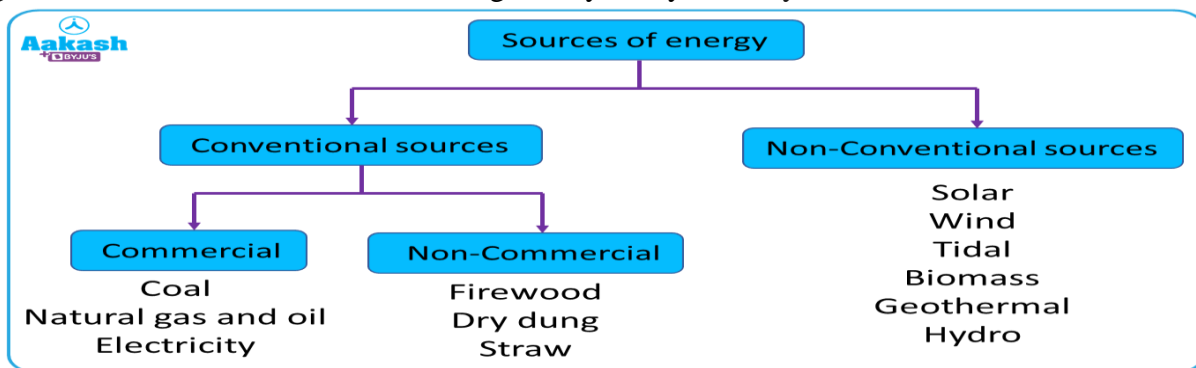 Aakash
+BYJU'S
Sources of energy
Conventional sources
Non-Conventional sources
Commercial
Non-Commercial
Coal
Natural gas and oil
Electricity
Firewood
Dry dung
Straw
Solar
Wind
Tidal
Biomass
Geothermal
Hydro